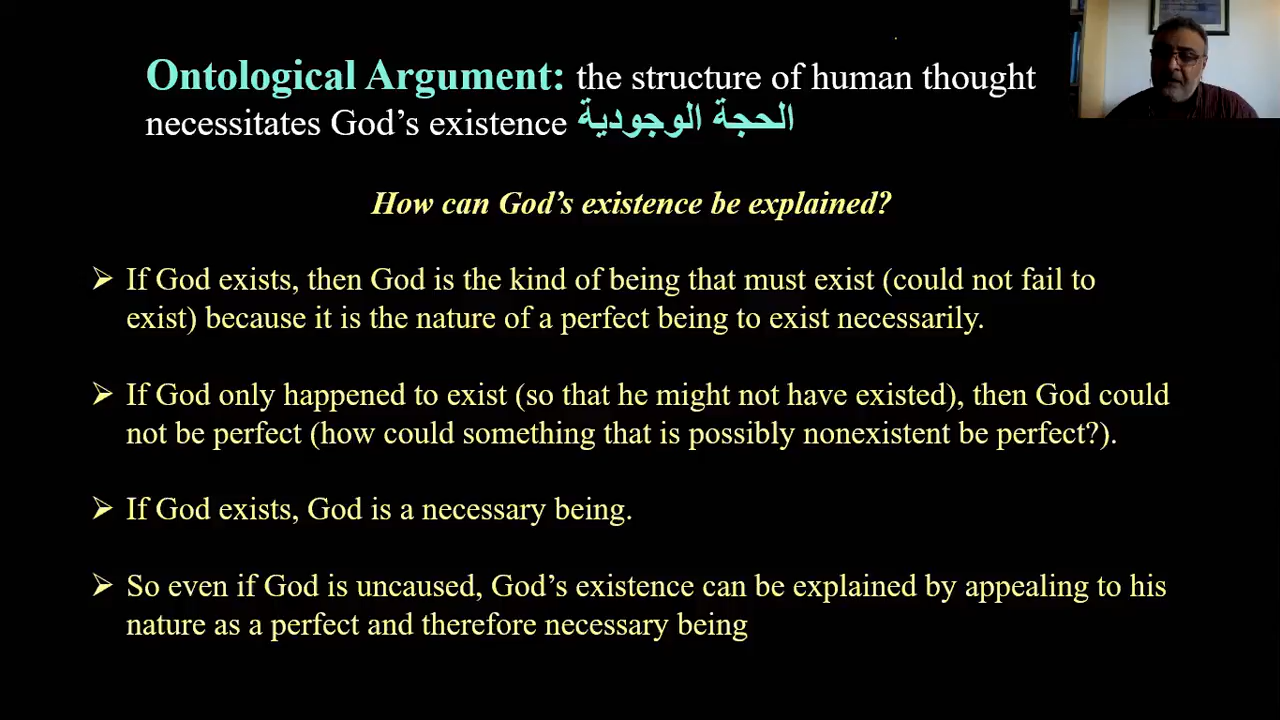 Ontological Argument: the structure of human thought
necessitates God's existence الحجة الوجودية
How can God's existence be explained?
➢ If God exists, then God is the kind of being that must exist (could not fail to
exist) because it is the nature of a perfect being to exist necessarily.
➢ If God only happened to exist (so that he might not have existed), then God could
not be perfect (how could something that is possibly nonexistent be perfect?).
➢ If God exists, God is a necessary being.
➢ So even if God is uncaused, God's existence can be explained by appealing to his
nature as a perfect and therefore necessary being